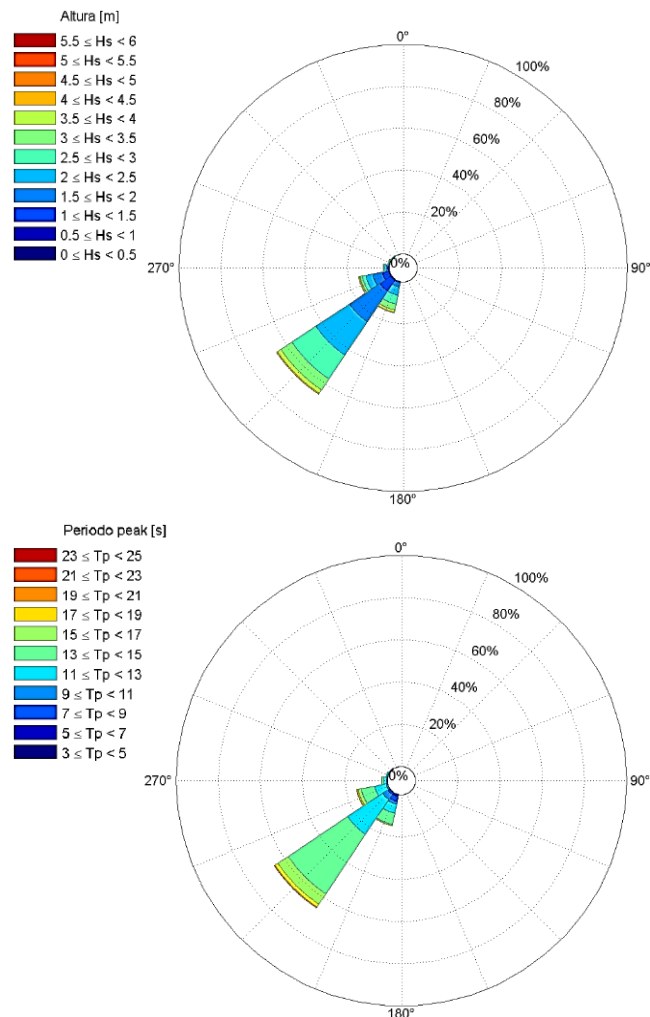 Altura [m]
5.5 ≤ Hs < 6
5 ≤ Hs < 5.5
4.5 ≤ Hs < 5
4 ≤ Hs < 4.5
3.5 ≤ Hs < 4
3 ≤ Hs < 3.5
2.5 ≤ Hs < 3
2 ≤ Hs < 2.5
1.5 ≤ Hs < 2
1 ≤ Hs < 1.5
0.5 ≤ Hs < 1
0 ≤ Hs < 0.5
0°
100%
80%
60%
40%
20%
0%
270°
90°
180°
Periodo peak [s]
23 ≤ Tp < 25
21 ≤ Tp < 23
19 ≤ Tp < 21
17 ≤ Tp < 19
15 ≤ Tp < 17
13 ≤ Tp < 15
11 ≤ Tp < 13
9 ≤ Tp < 11
7 ≤ Tp < 9
5 ≤ Tp < 7
3 ≤ Tp < 5
0°
100%
80%
60%
40%
20%
0%
270°
90°
180°